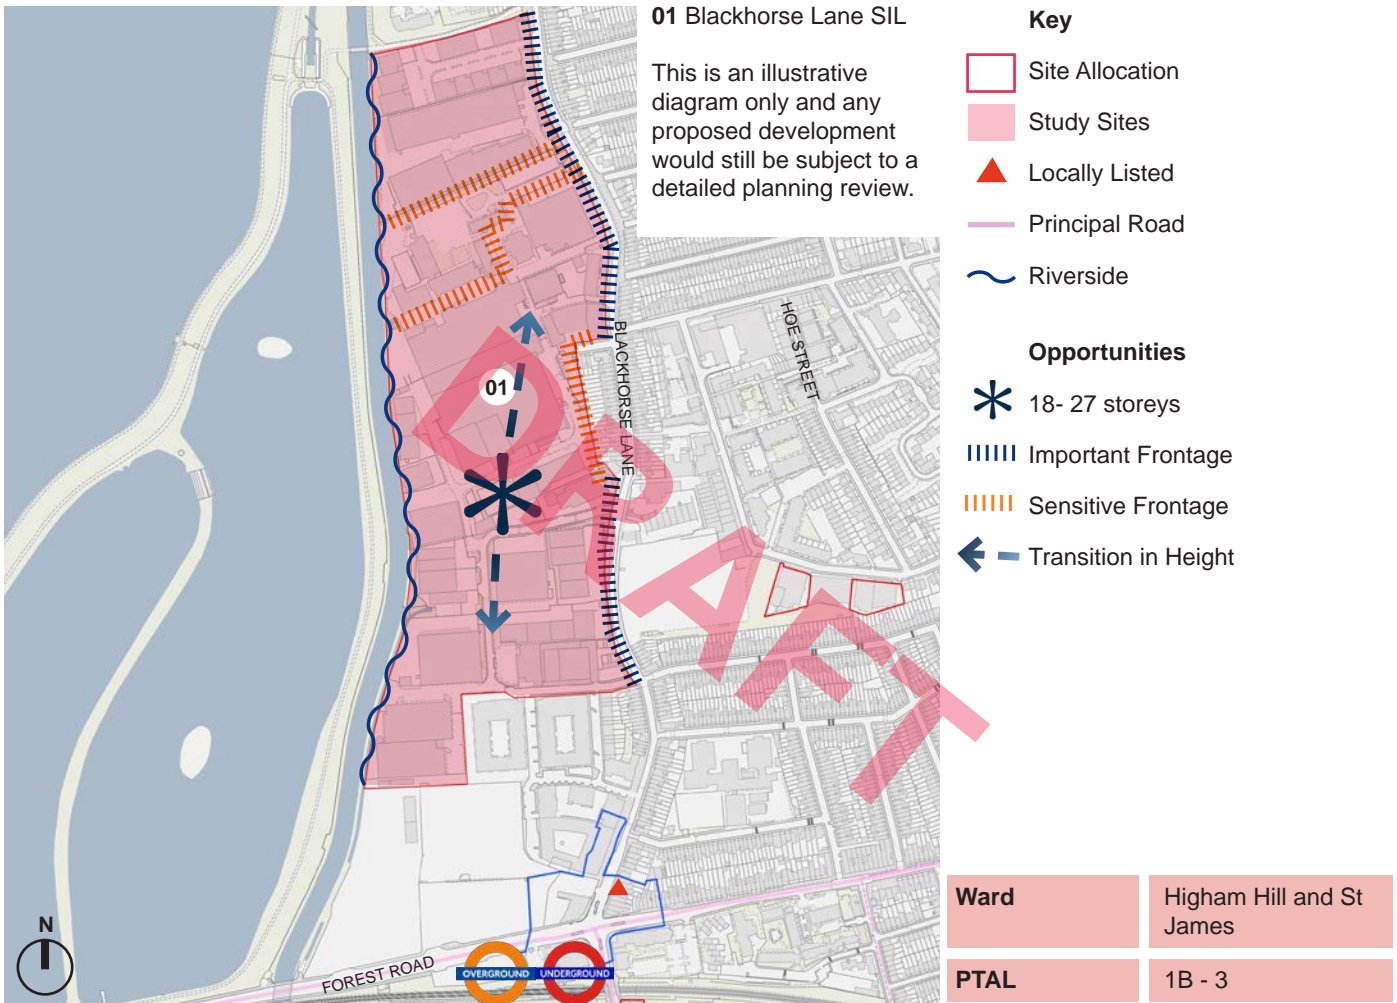 01 Blackhorse Lane SIL
This is an illustrative
diagram only and any
proposed development
would still be subject to a
detailed planning review.
Key
Site Allocation
Study Sites
Locally Listed
Principal Road
Riverside
Opportunities
18- 27 storeys
Important Frontage
Sensitive Frontage
Transition in Height
01
BLACKHORSE LANE
HOE STREET
DRAFT
N
FOREST ROAD
OVERGROUND
UNDERGROUND
Ward
Higham Hill and St
James
PTAL
1B - 3